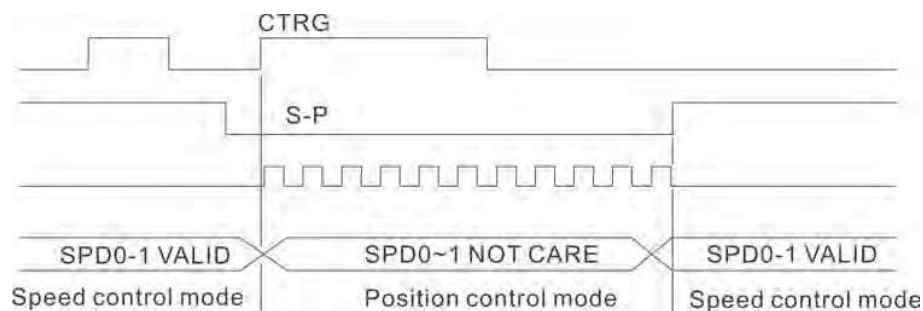 CTRG
S-P
SPD0-1 VALID SPD0~1 NOT CARE SPD0-1 VALID
Speed control mode Position control mode Speed control mode